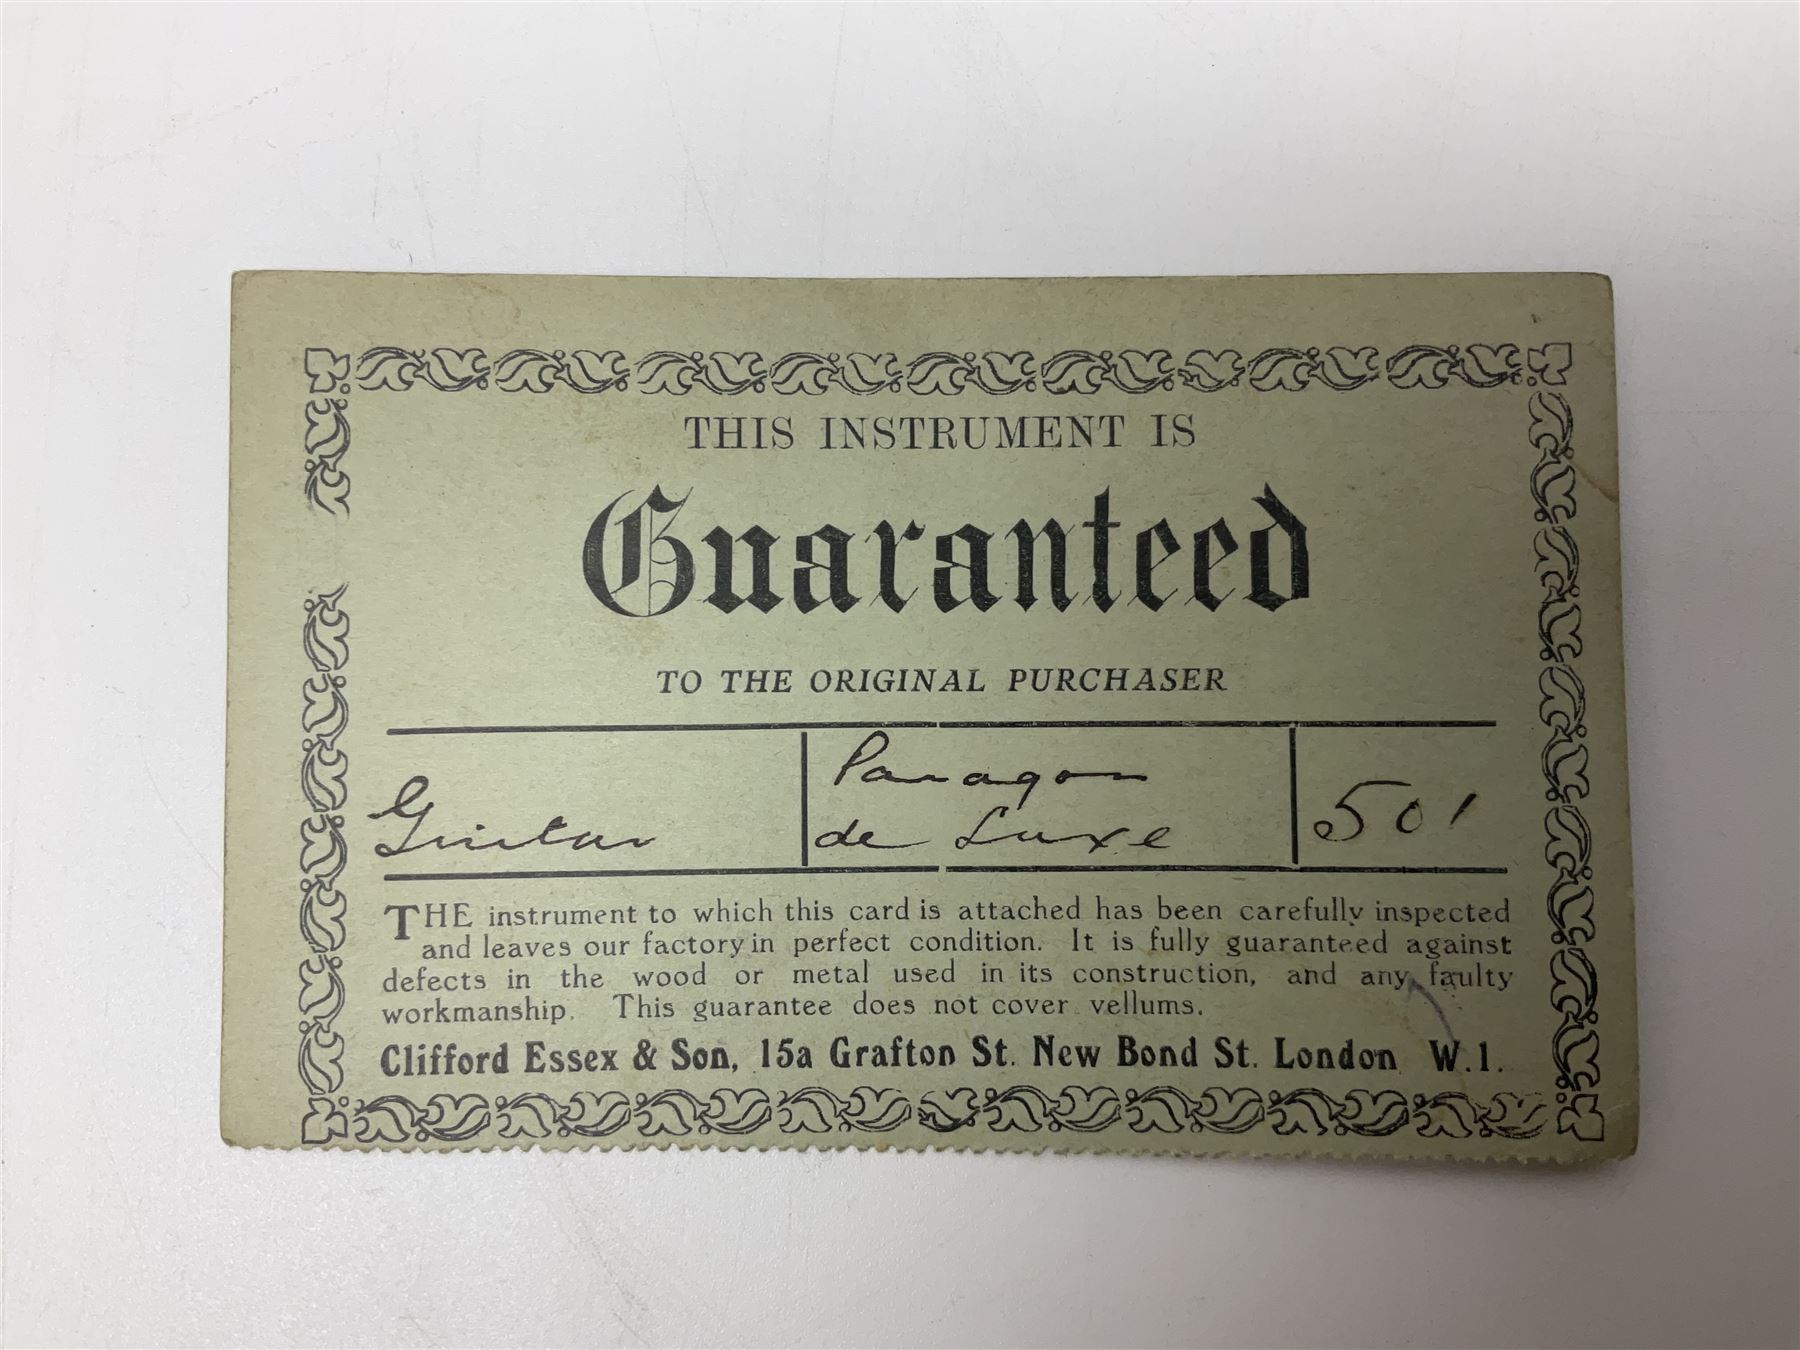 THIS INSTRUMENT IS
Guaranteed
TO THE ORIGINAL PURCHASER
Guitar
Paragon
de Luxe
501
THE instrument to which this card is attached has been carefully inspected
and leaves our factory in perfect condition. It is fully guaranteed against
defects in the wood or metal used in its construction, and any faulty
workmanship. This guarantee does not cover vellums.
Clifford Essex & Son, 15a Grafton St. New Bond St. London W.1.